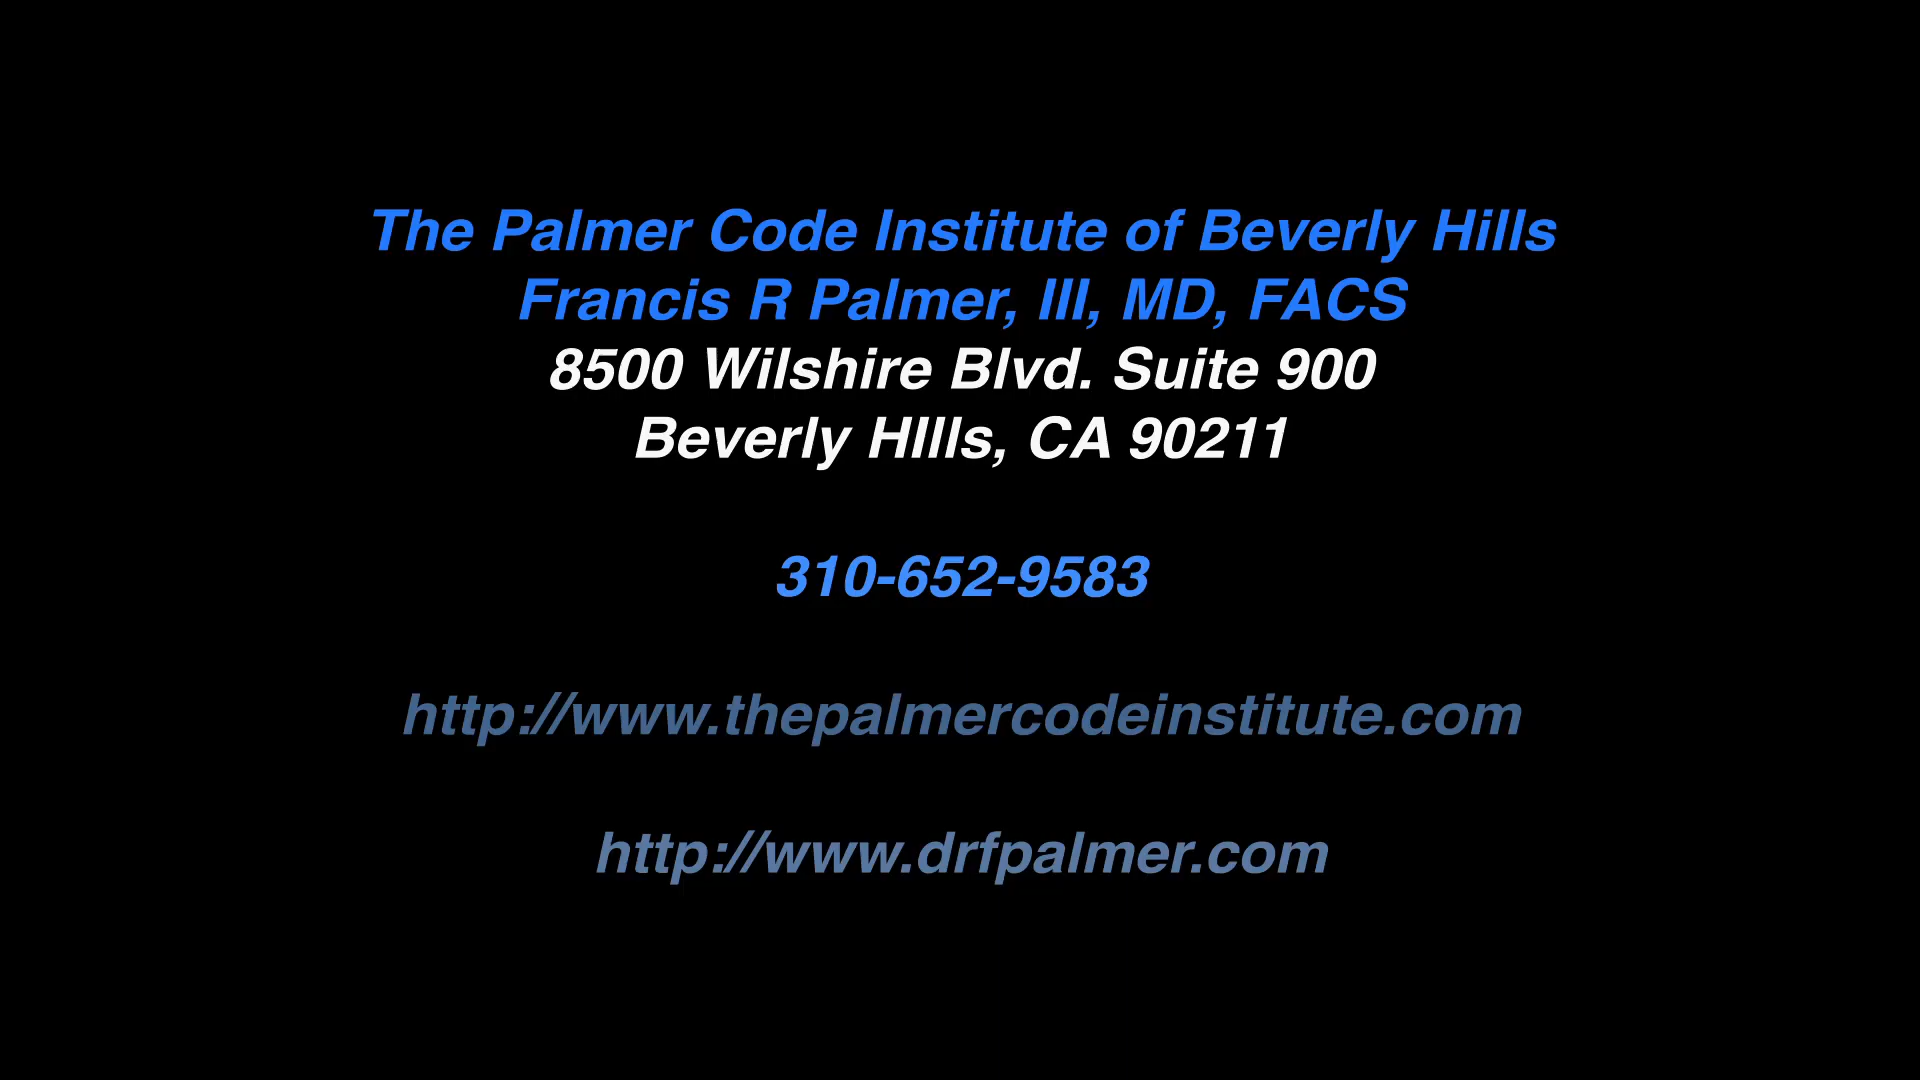 The Palmer Code Institute of Beverly Hills
Francis R Palmer, III, MD, FACS
8500 Wilshire Blvd. Suite 900
Beverly HIlls, CA 90211
310-652-9583
http://www.thepalmercodeinstitute.com
http://www.drfpalmer.com